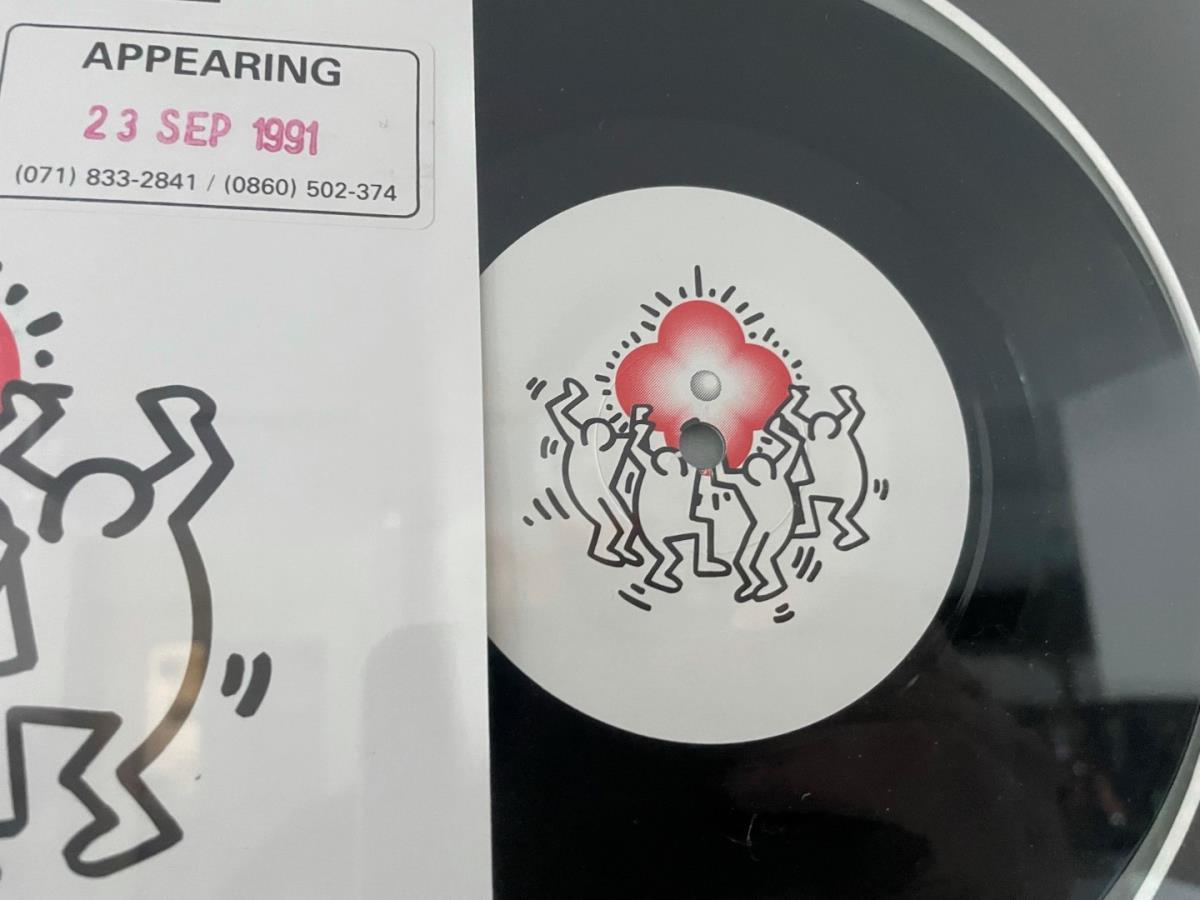 APPEARING
23 SEP 1991
(071) 833-2841 / (0860) 502-374